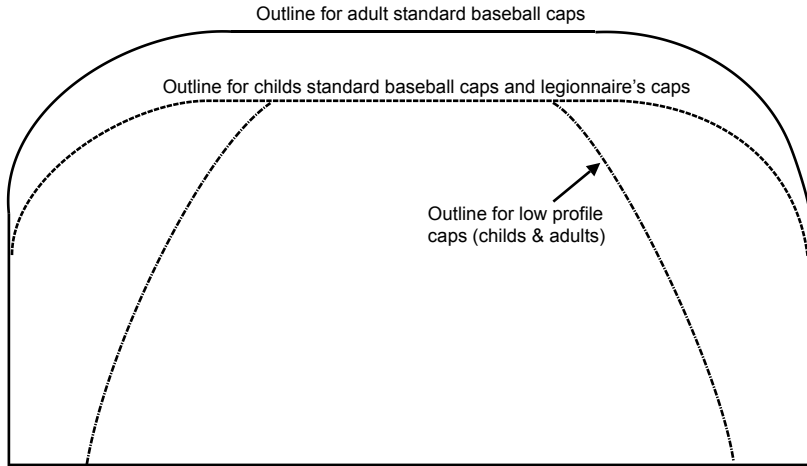 Outline for adult standard baseball caps
Outline for childs standard baseball caps and legionnaire's caps
Outline for low profile
caps (childs & adults)